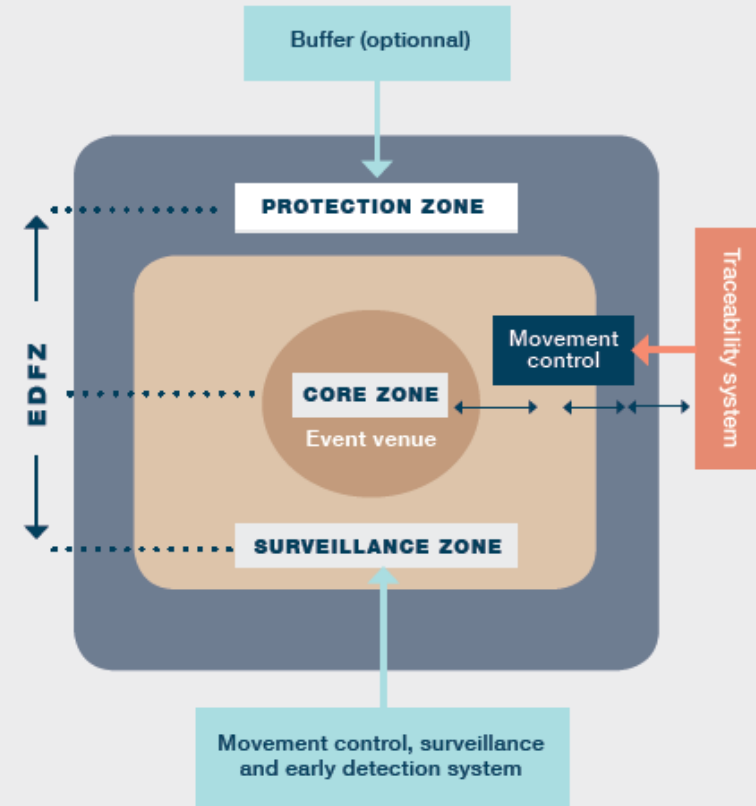 Buffer (optionnal)
PROTECTION ZONE
Traceability system
Movement
control
EDFZ
CORE ZONE
Event venue
SURVEILLANCE ZONE
Movement control, surveillance
and early detection system